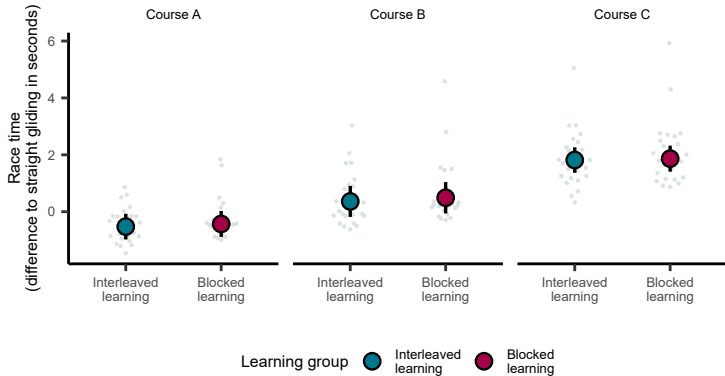 Course A
Course B
Course C
Race time
(difference to straight gliding in seconds)
6
4
2
0
Interleaved
learning
Blocked
learning
Interleaved
learning
Blocked
learning
Interleaved
learning
Blocked
learning
Learning group
Interleaved
learning
Blocked
learning